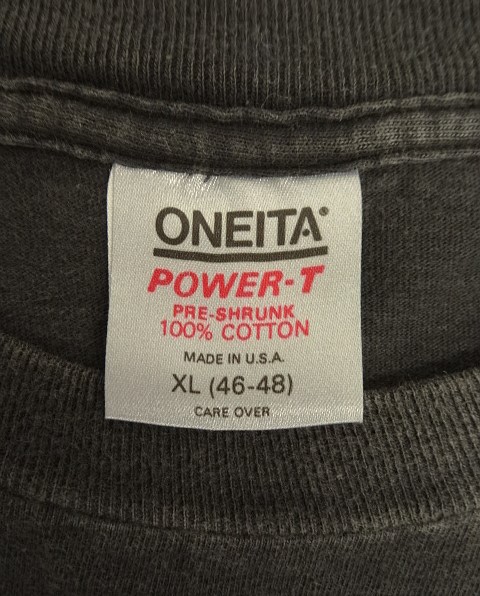 ONEITA®
POWER-T
PRE-SHRUNK
100% COTTON
MADE IN U.S.A.
XL (46-48)
CARE OVER